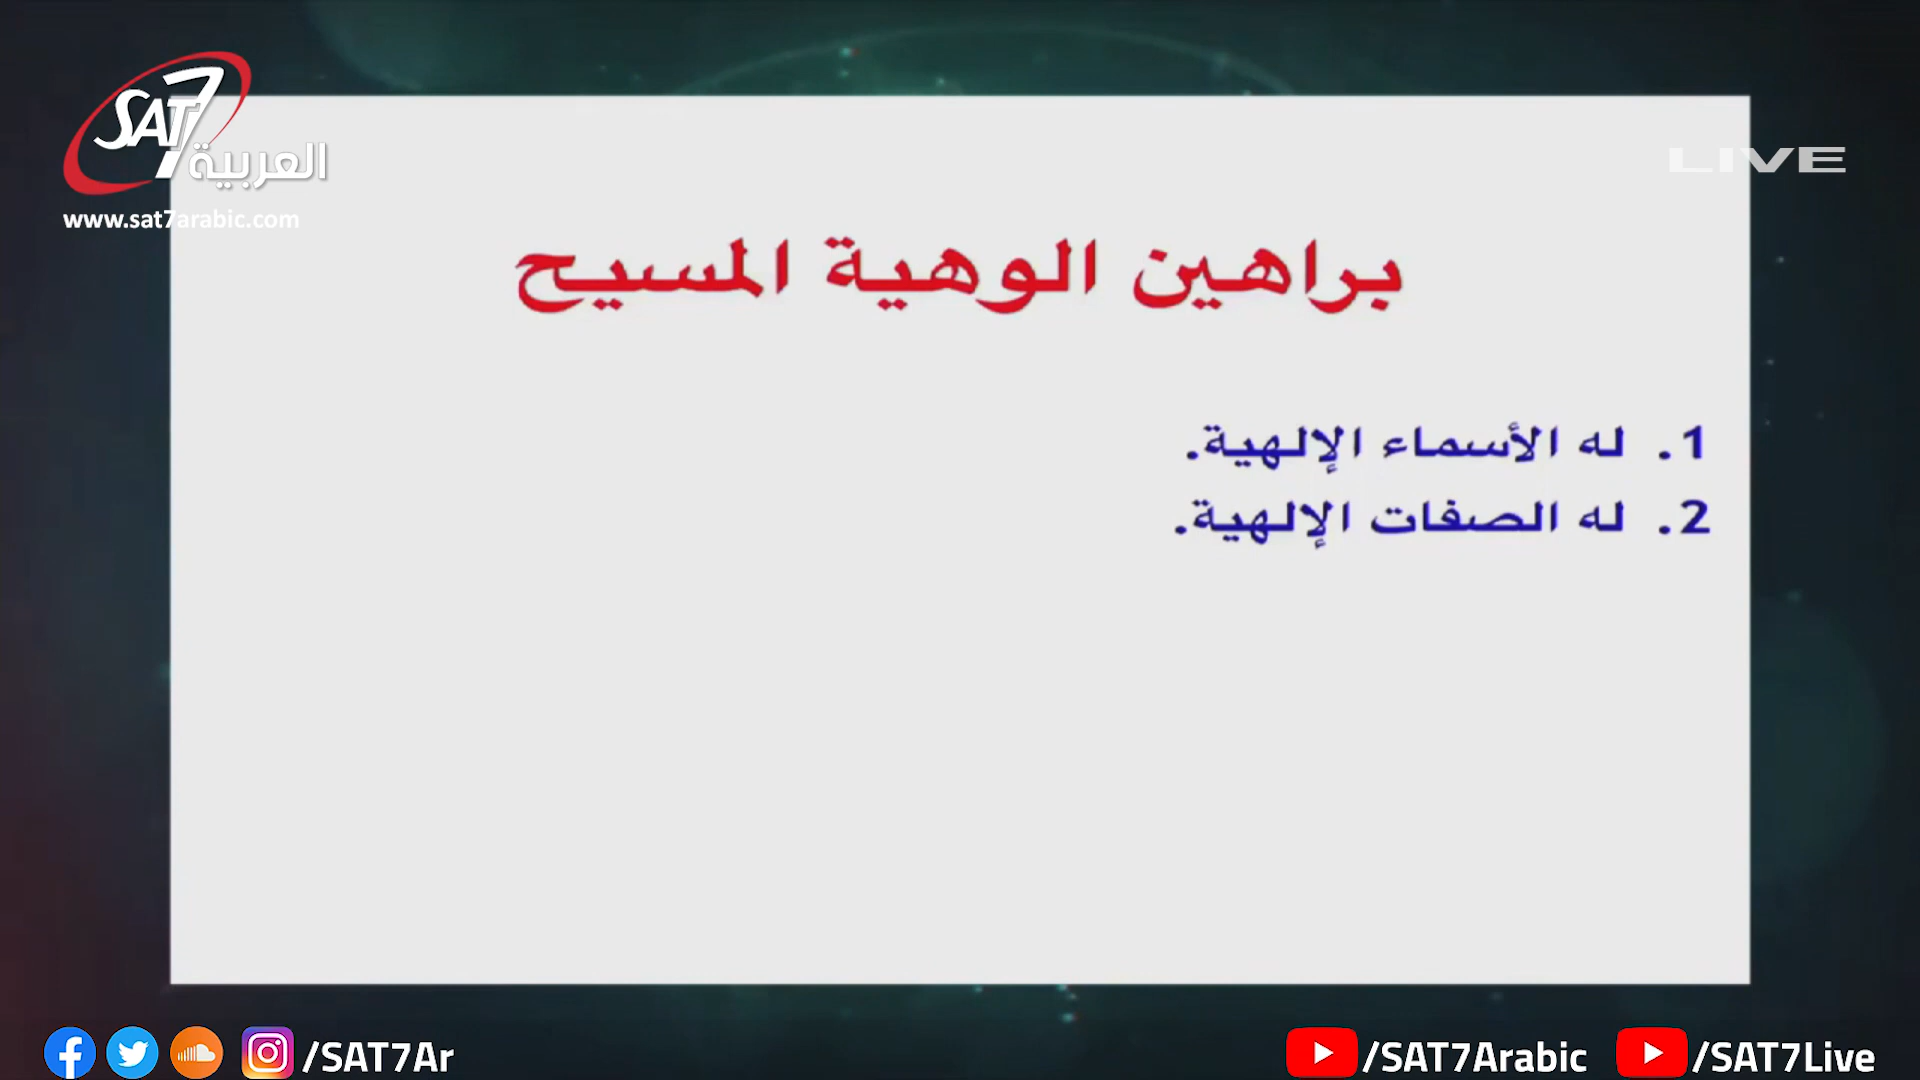 SAT7
العربية
www.sat7arabic.com
LIVE
براهين الوهية المسيح
1. له الأسماء الإلهية.
2. له الصفات الإلهية.
/SAT7Ar
/SAT7Arabic
/SAT7Live